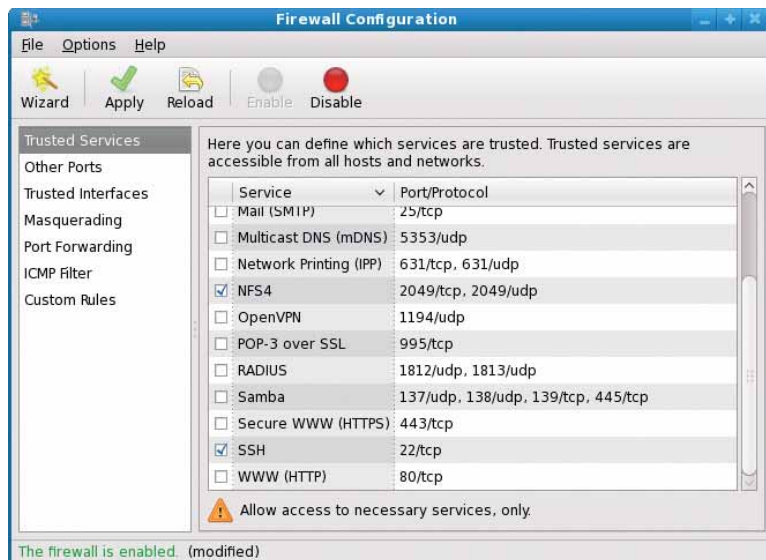 Firewall Configuration
File Options Help
Wizard Apply Reload Enable Disable
Trusted Services
Other Ports
Trusted Interfaces
Masquerading
Port Forwarding
ICMP Filter
Custom Rules
Here you can define which services are trusted. Trusted services are
accessible from all hosts and networks.
Service Port/Protocol
Mail (SMTP) 25/tcp
Multicast DNS (mDNS) 5353/udp
Network Printing (IPP) 631/tcp, 631/udp
NFS4 2049/tcp, 2049/udp
OpenVPN 1194/udp
POP-3 over SSL 995/tcp
RADIUS 1812/udp, 1813/udp
Samba 137/udp, 138/udp, 139/tcp, 445/tcp
Secure WWW (HTTPS) 443/tcp
SSH 22/tcp
WWW (HTTP) 80/tcp
Allow access to necessary services, only.
The firewall is enabled. (modified)